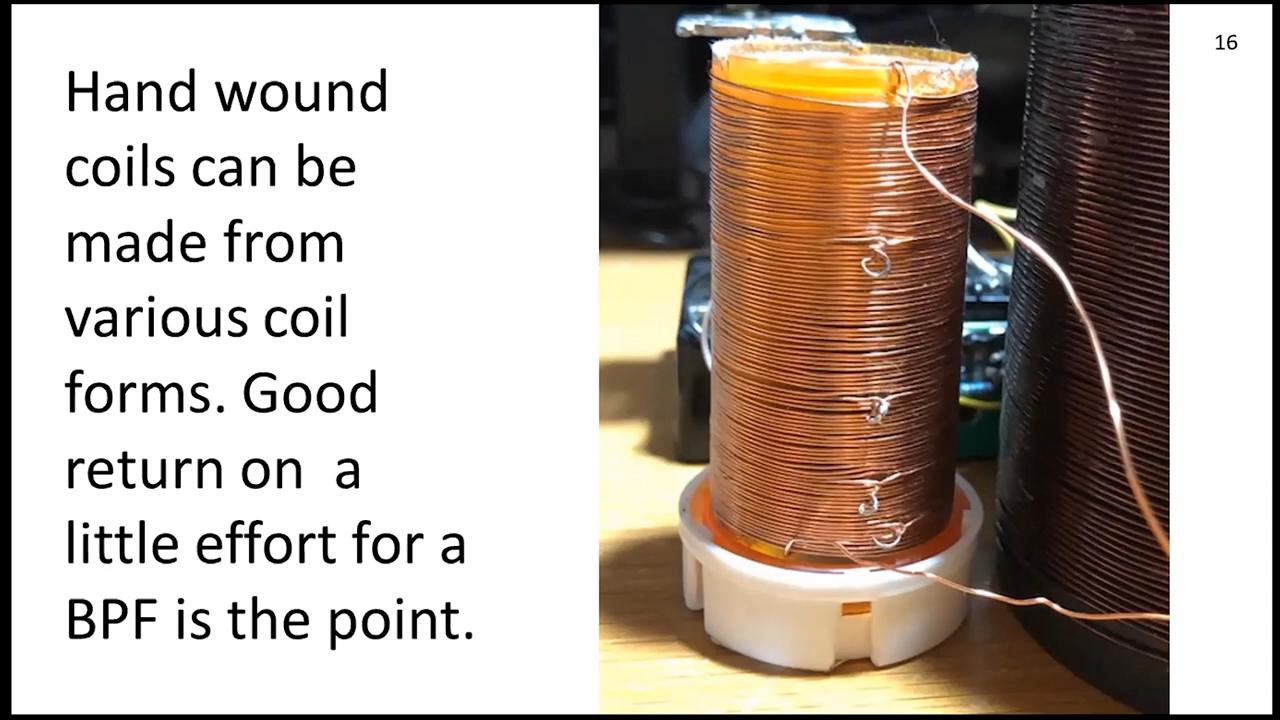 Hand wound
coils can be
made from
various coil
forms. Good
return on  a
little effort for a
BPF is the point.
16